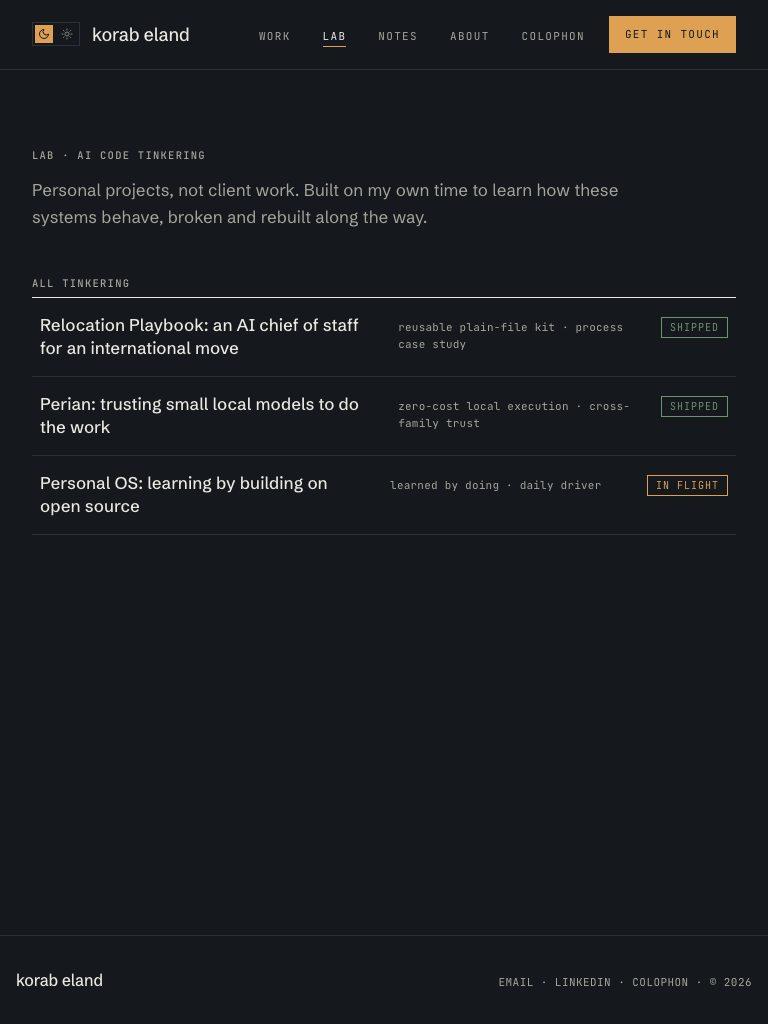 korab eland
WORK
LAB
NOTES
ABOUT
COLOPHON
GET IN TOUCH
LAB · AI CODE TINKERING
Personal projects, not client work. Built on my own time to learn how these
systems behave, broken and rebuilt along the way.
ALL TINKERING
Relocation Playbook: an AI chief of staff
for an international move
reusable plain-file kit · process
case study
SHIPPED
Perian: trusting small local models to do
the work
zero-cost local execution · cross-
family trust
SHIPPED
Personal OS: learning by building on
open source
learned by doing · daily driver
IN FLIGHT
korab eland
EMAIL · LINKEDIN · COLOPHON · © 2026